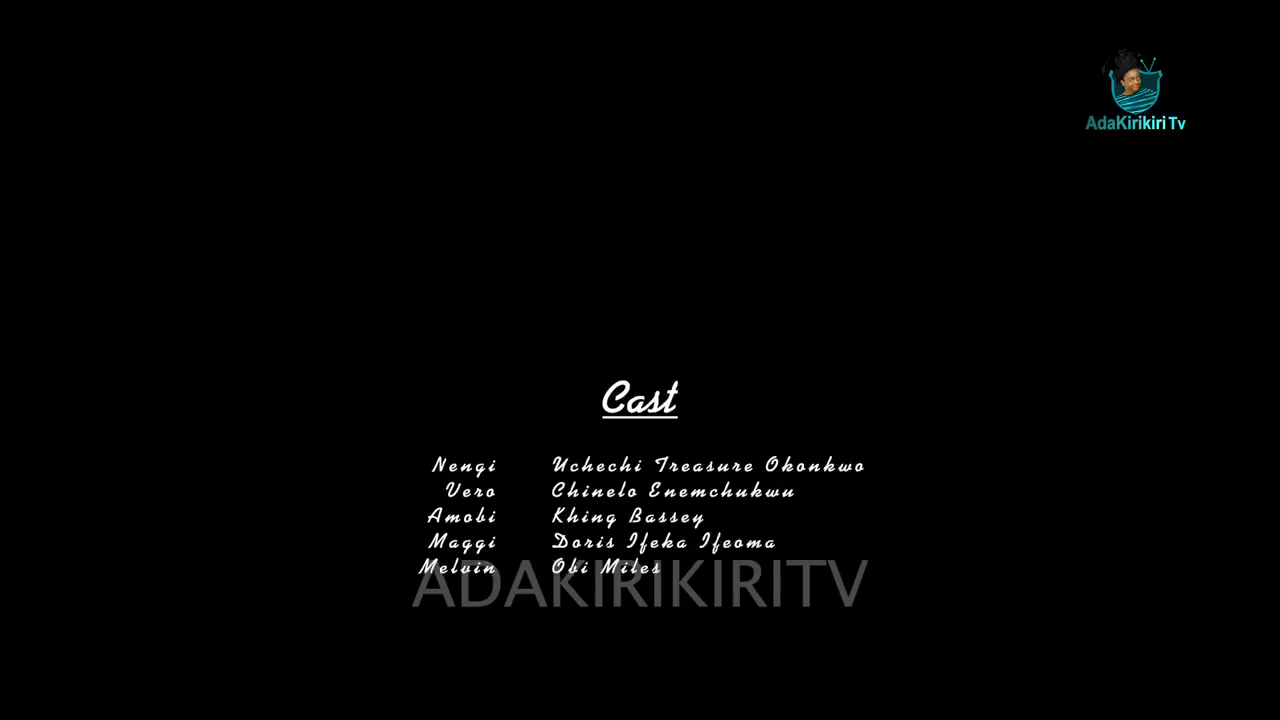 AdaKirikiri Tv
Cast
Nengi Uchechi Treasure Okonkwo
Vero Chinelo Enemchukwu
Amobi Khing Bassey
Maggi Doris Ifeka Ifeoma
Melvin Obi Miles
ADAKIRIKIRITV